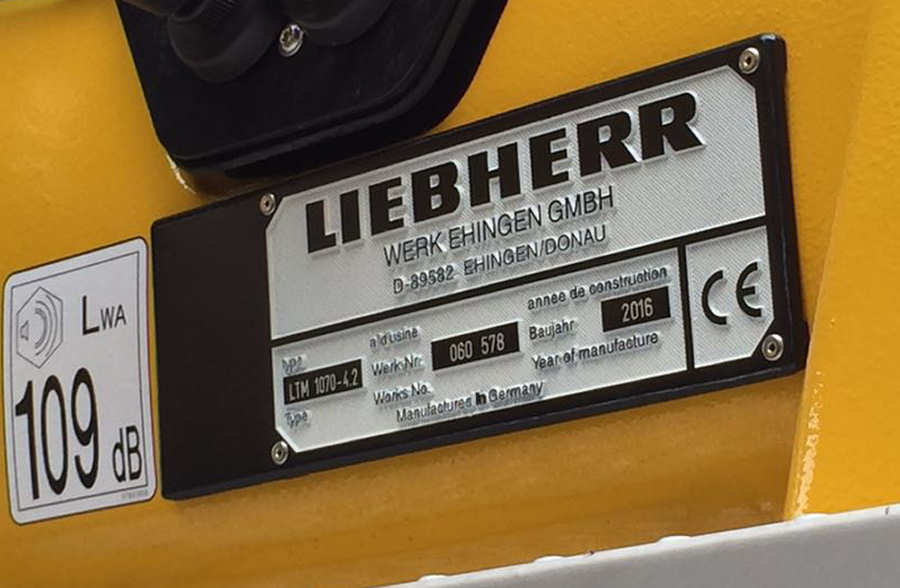 LIEBHERR
WERK EHINGEN GMBH
D-89582 EHINGEN/DONAU
annee de construction
Baujahr 2016
Year of manufacture
CE
a d'usine
Werk-Nr. 060 578
Works No.
LTM 1070-4.2
Type
Manufactured in Germany
LWA
109 dB